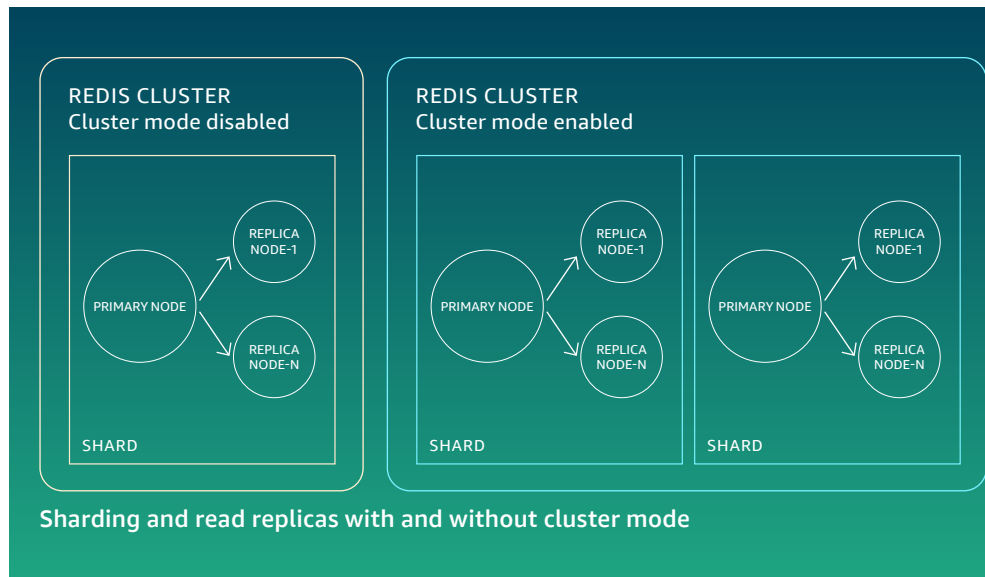 REDIS CLUSTER
Cluster mode disabled
REPLICA
NODE-1
PRIMARY NODE
REPLICA
NODE-N
SHARD
REDIS CLUSTER
Cluster mode enabled
REPLICA
NODE-1
PRIMARY NODE
REPLICA
NODE-N
SHARD
REPLICA
NODE-1
PRIMARY NODE
REPLICA
NODE-N
SHARD
Sharding and read replicas with and without cluster mode